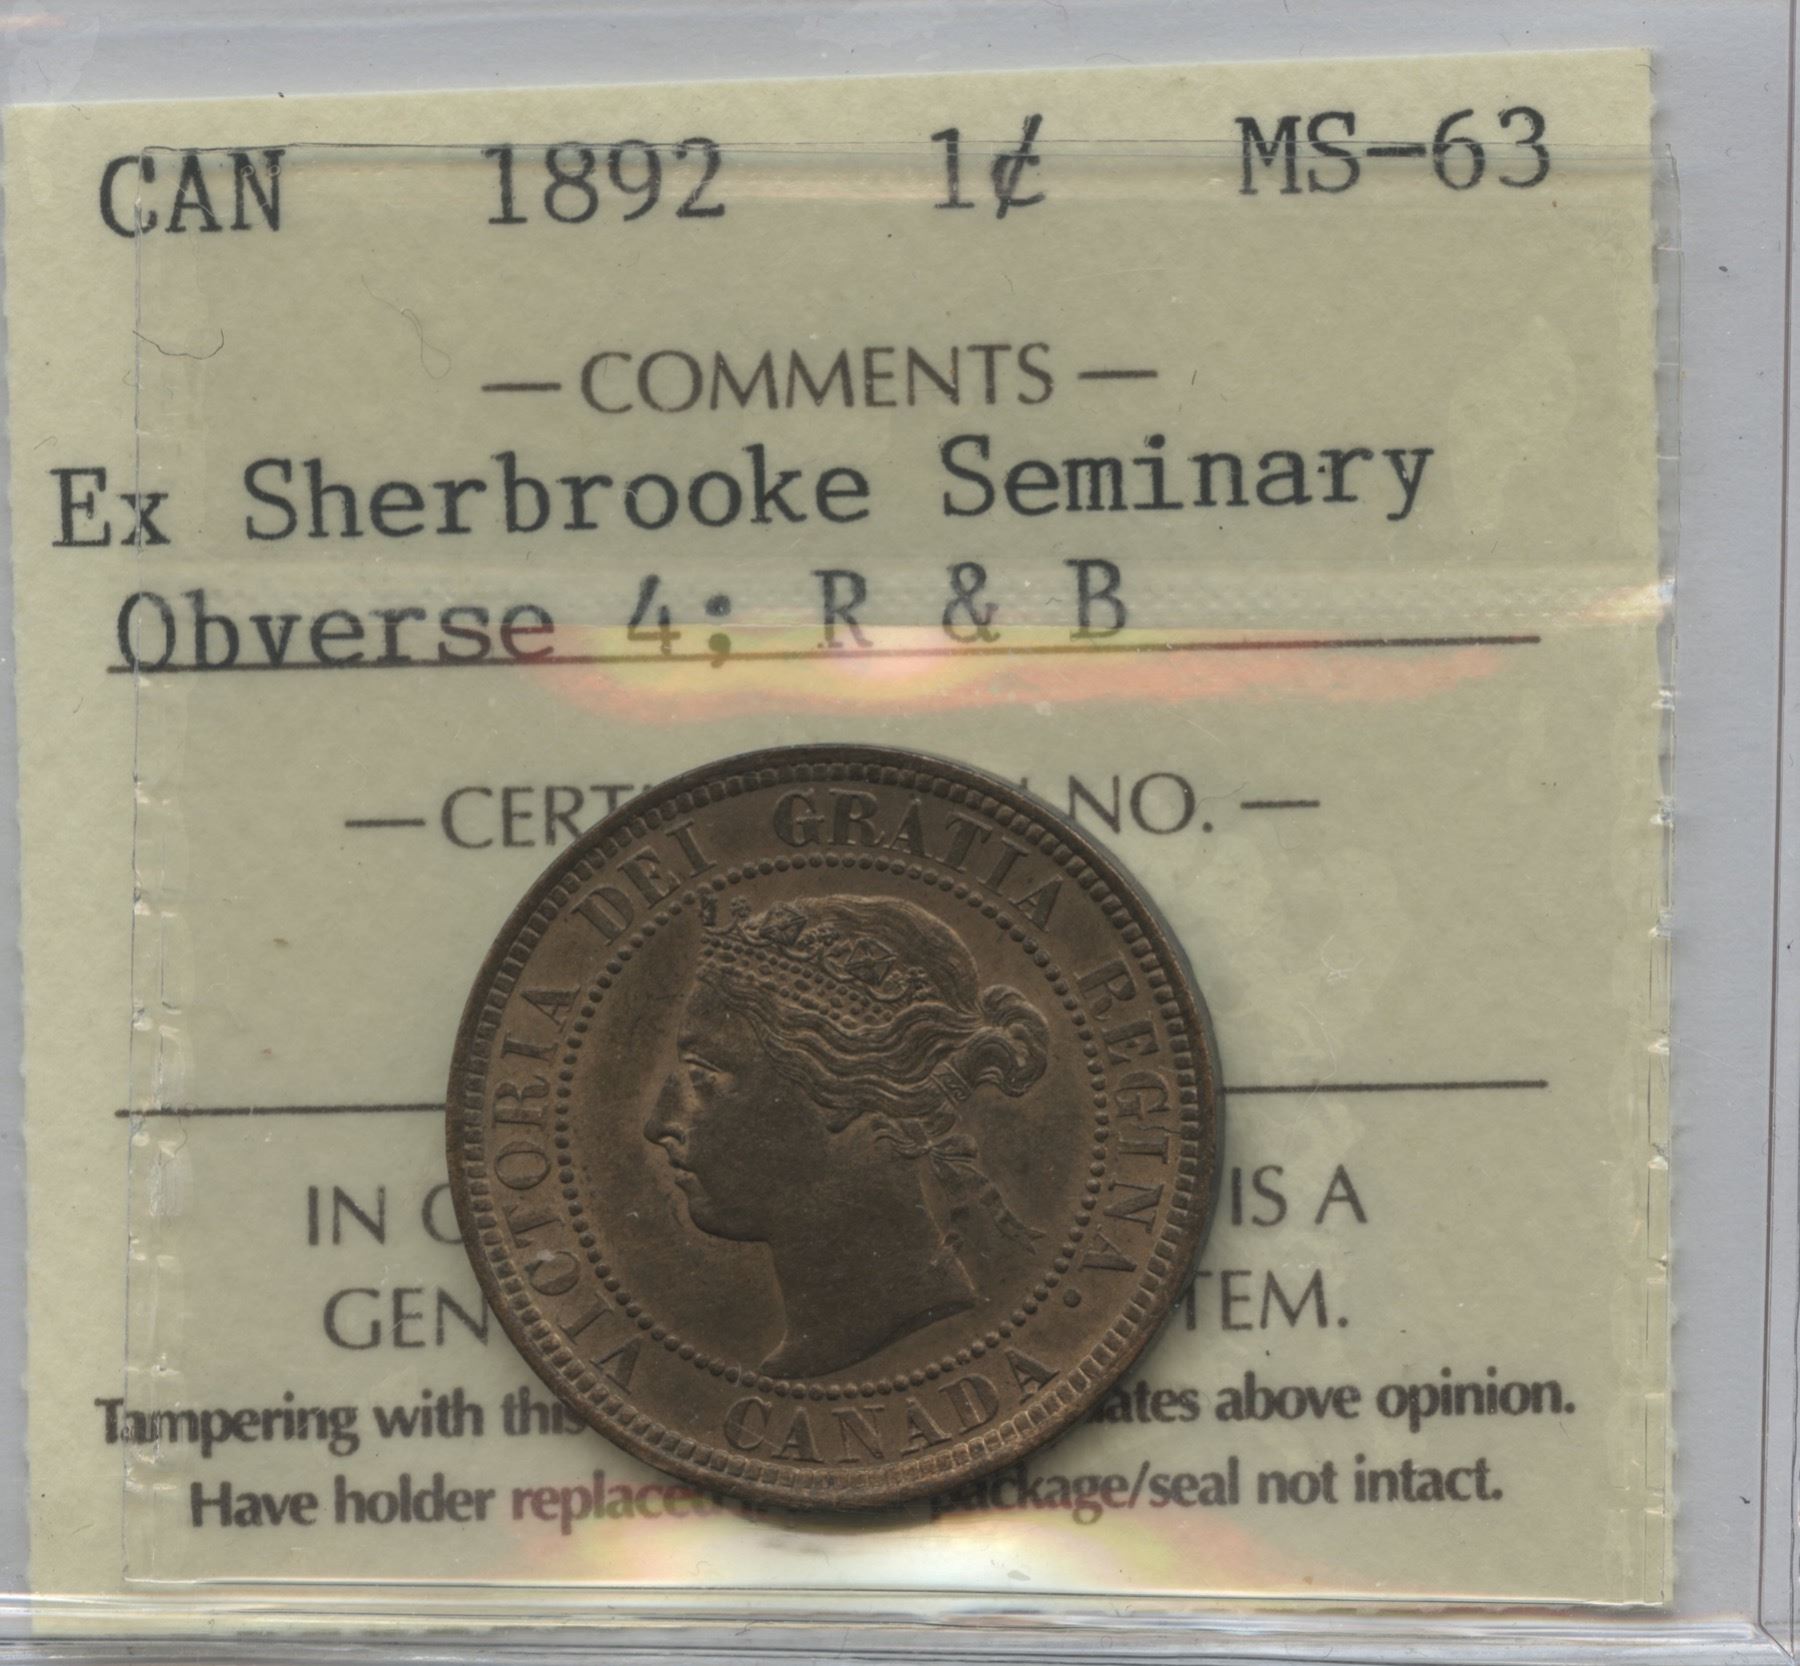 CAN 1892 1¢ MS-63
— COMMENTS —
Ex Sherbrooke Seminary
Obverse 4; R & B
— CERT NO. —
VICTORIA DEI GRATIA REGINA.
CANADA
IN IS A
GEN TEM.
Tampering with this ates above opinion.
Have holder replaced package/seal not intact.